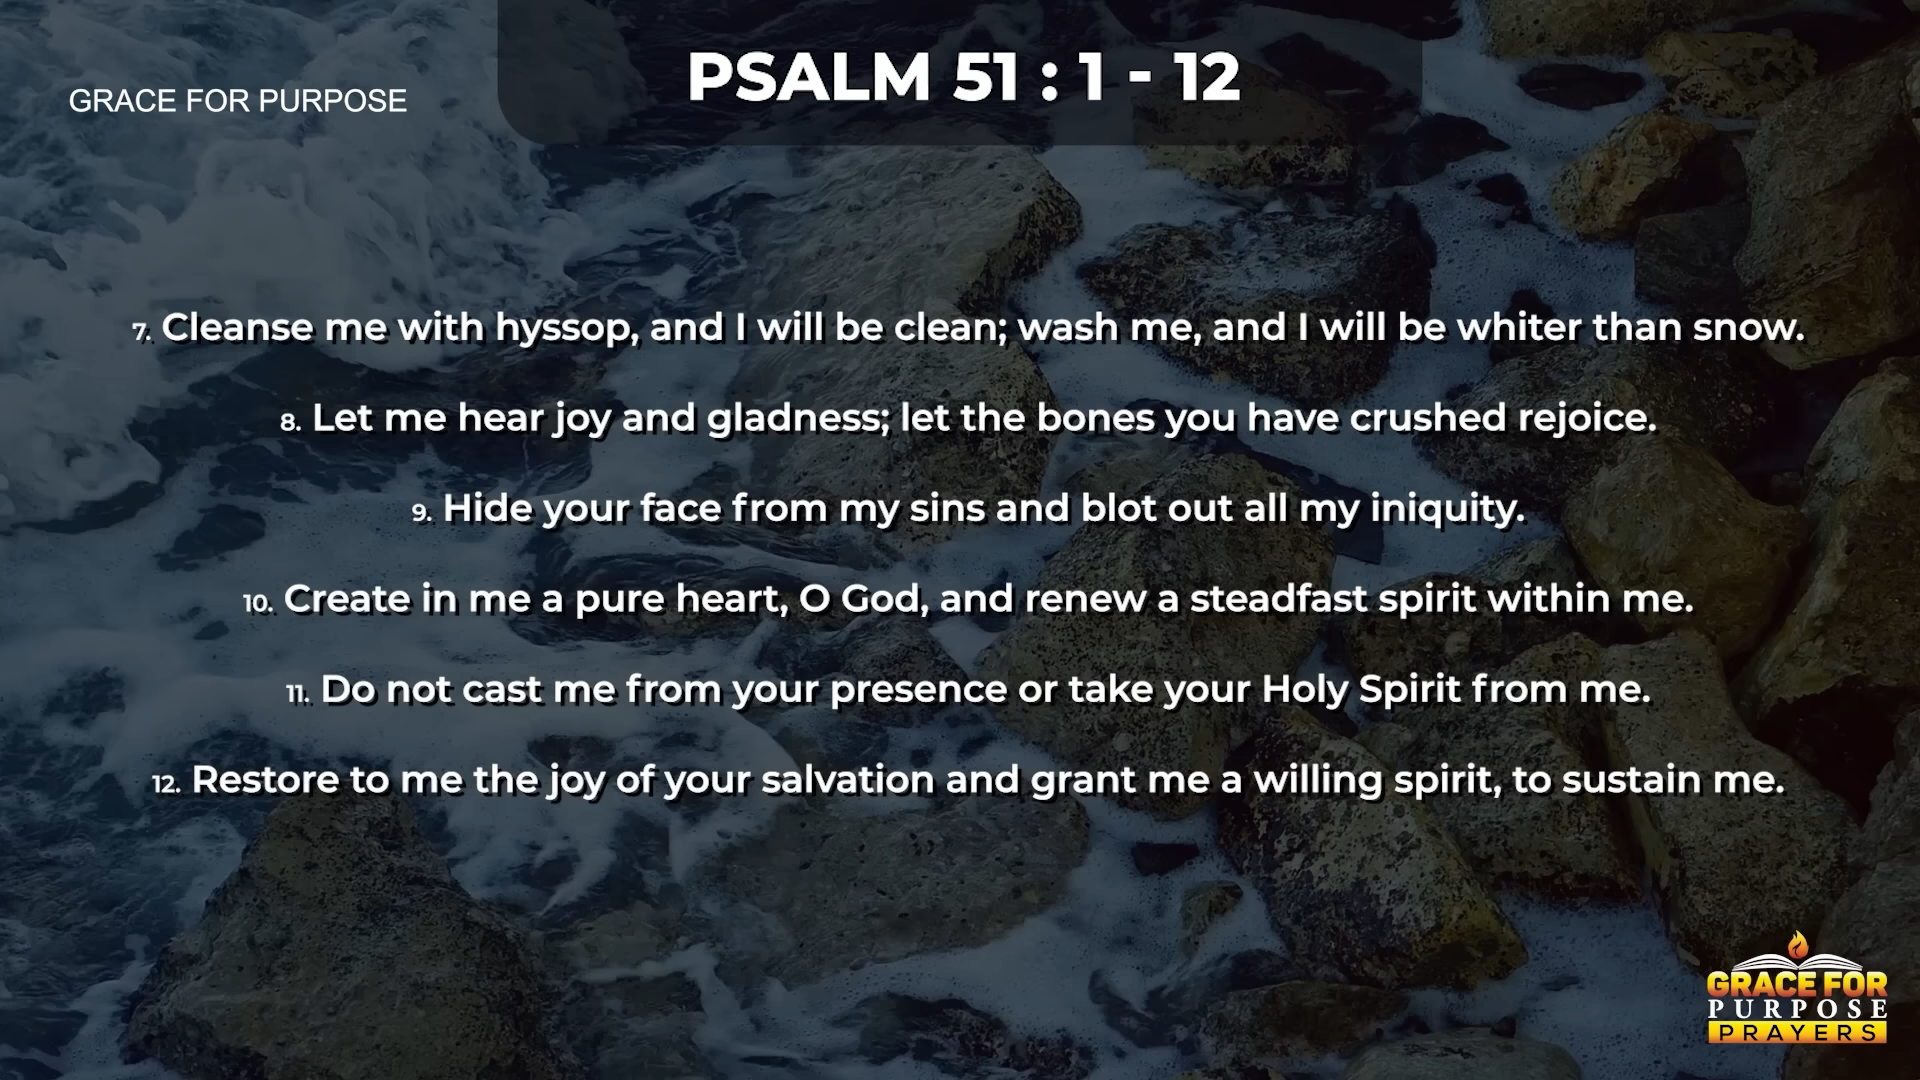 PSALM 51 : 1 - 12
GRACE FOR PURPOSE
7. Cleanse me with hyssop, and I will be clean; wash me, and I will be whiter than snow.
8. Let me hear joy and gladness; let the bones you have crushed rejoice.
9. Hide your face from my sins and blot out all my iniquity.
10. Create in me a pure heart, O God, and renew a steadfast spirit within me.
11. Do not cast me from your presence or take your Holy Spirit from me.
12. Restore to me the joy of your salvation and grant me a willing spirit, to sustain me.
GRACE FOR
PURPOSE
PRAYERS